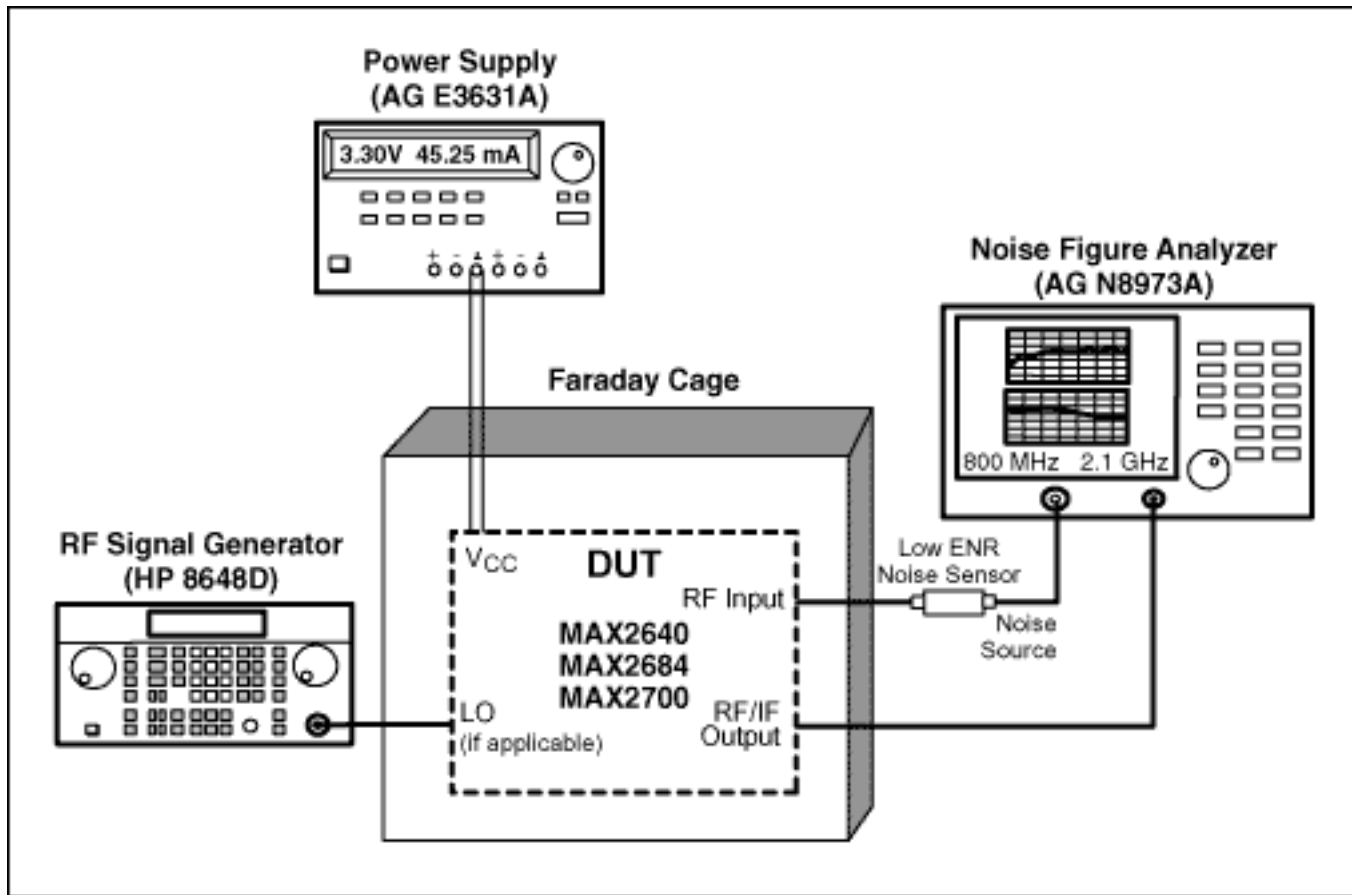 Power Supply
(AG E3631A)
3.30V 45.25 mA
+ - + -
Noise Figure Analyzer
(AG N8973A)
800 MHz 2.1 GHz
Faraday Cage
RF Signal Generator
(HP 8648D)
VCC
DUT
RF Input
MAX2640
MAX2684
MAX2700
LO
(if applicable)
RF/IF
Output
Low ENR
Noise Sensor
Noise
Source